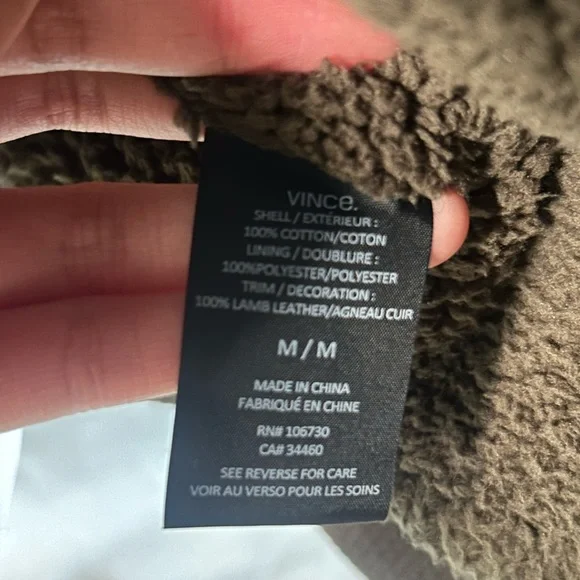 VINCE.
SHELL / EXTÉRIEUR :
100% COTTON/COTON
LINING / DOUBLURE :
100%POLYESTER/POLYESTER
TRIM / DECORATION :
100% LAMB LEATHER/AGNEAU CUIR
M / M
MADE IN CHINA
FABRIQUÉ EN CHINE
RN# 106730
CA# 34460
SEE REVERSE FOR CARE
VOIR AU VERSO POUR LES SOINS